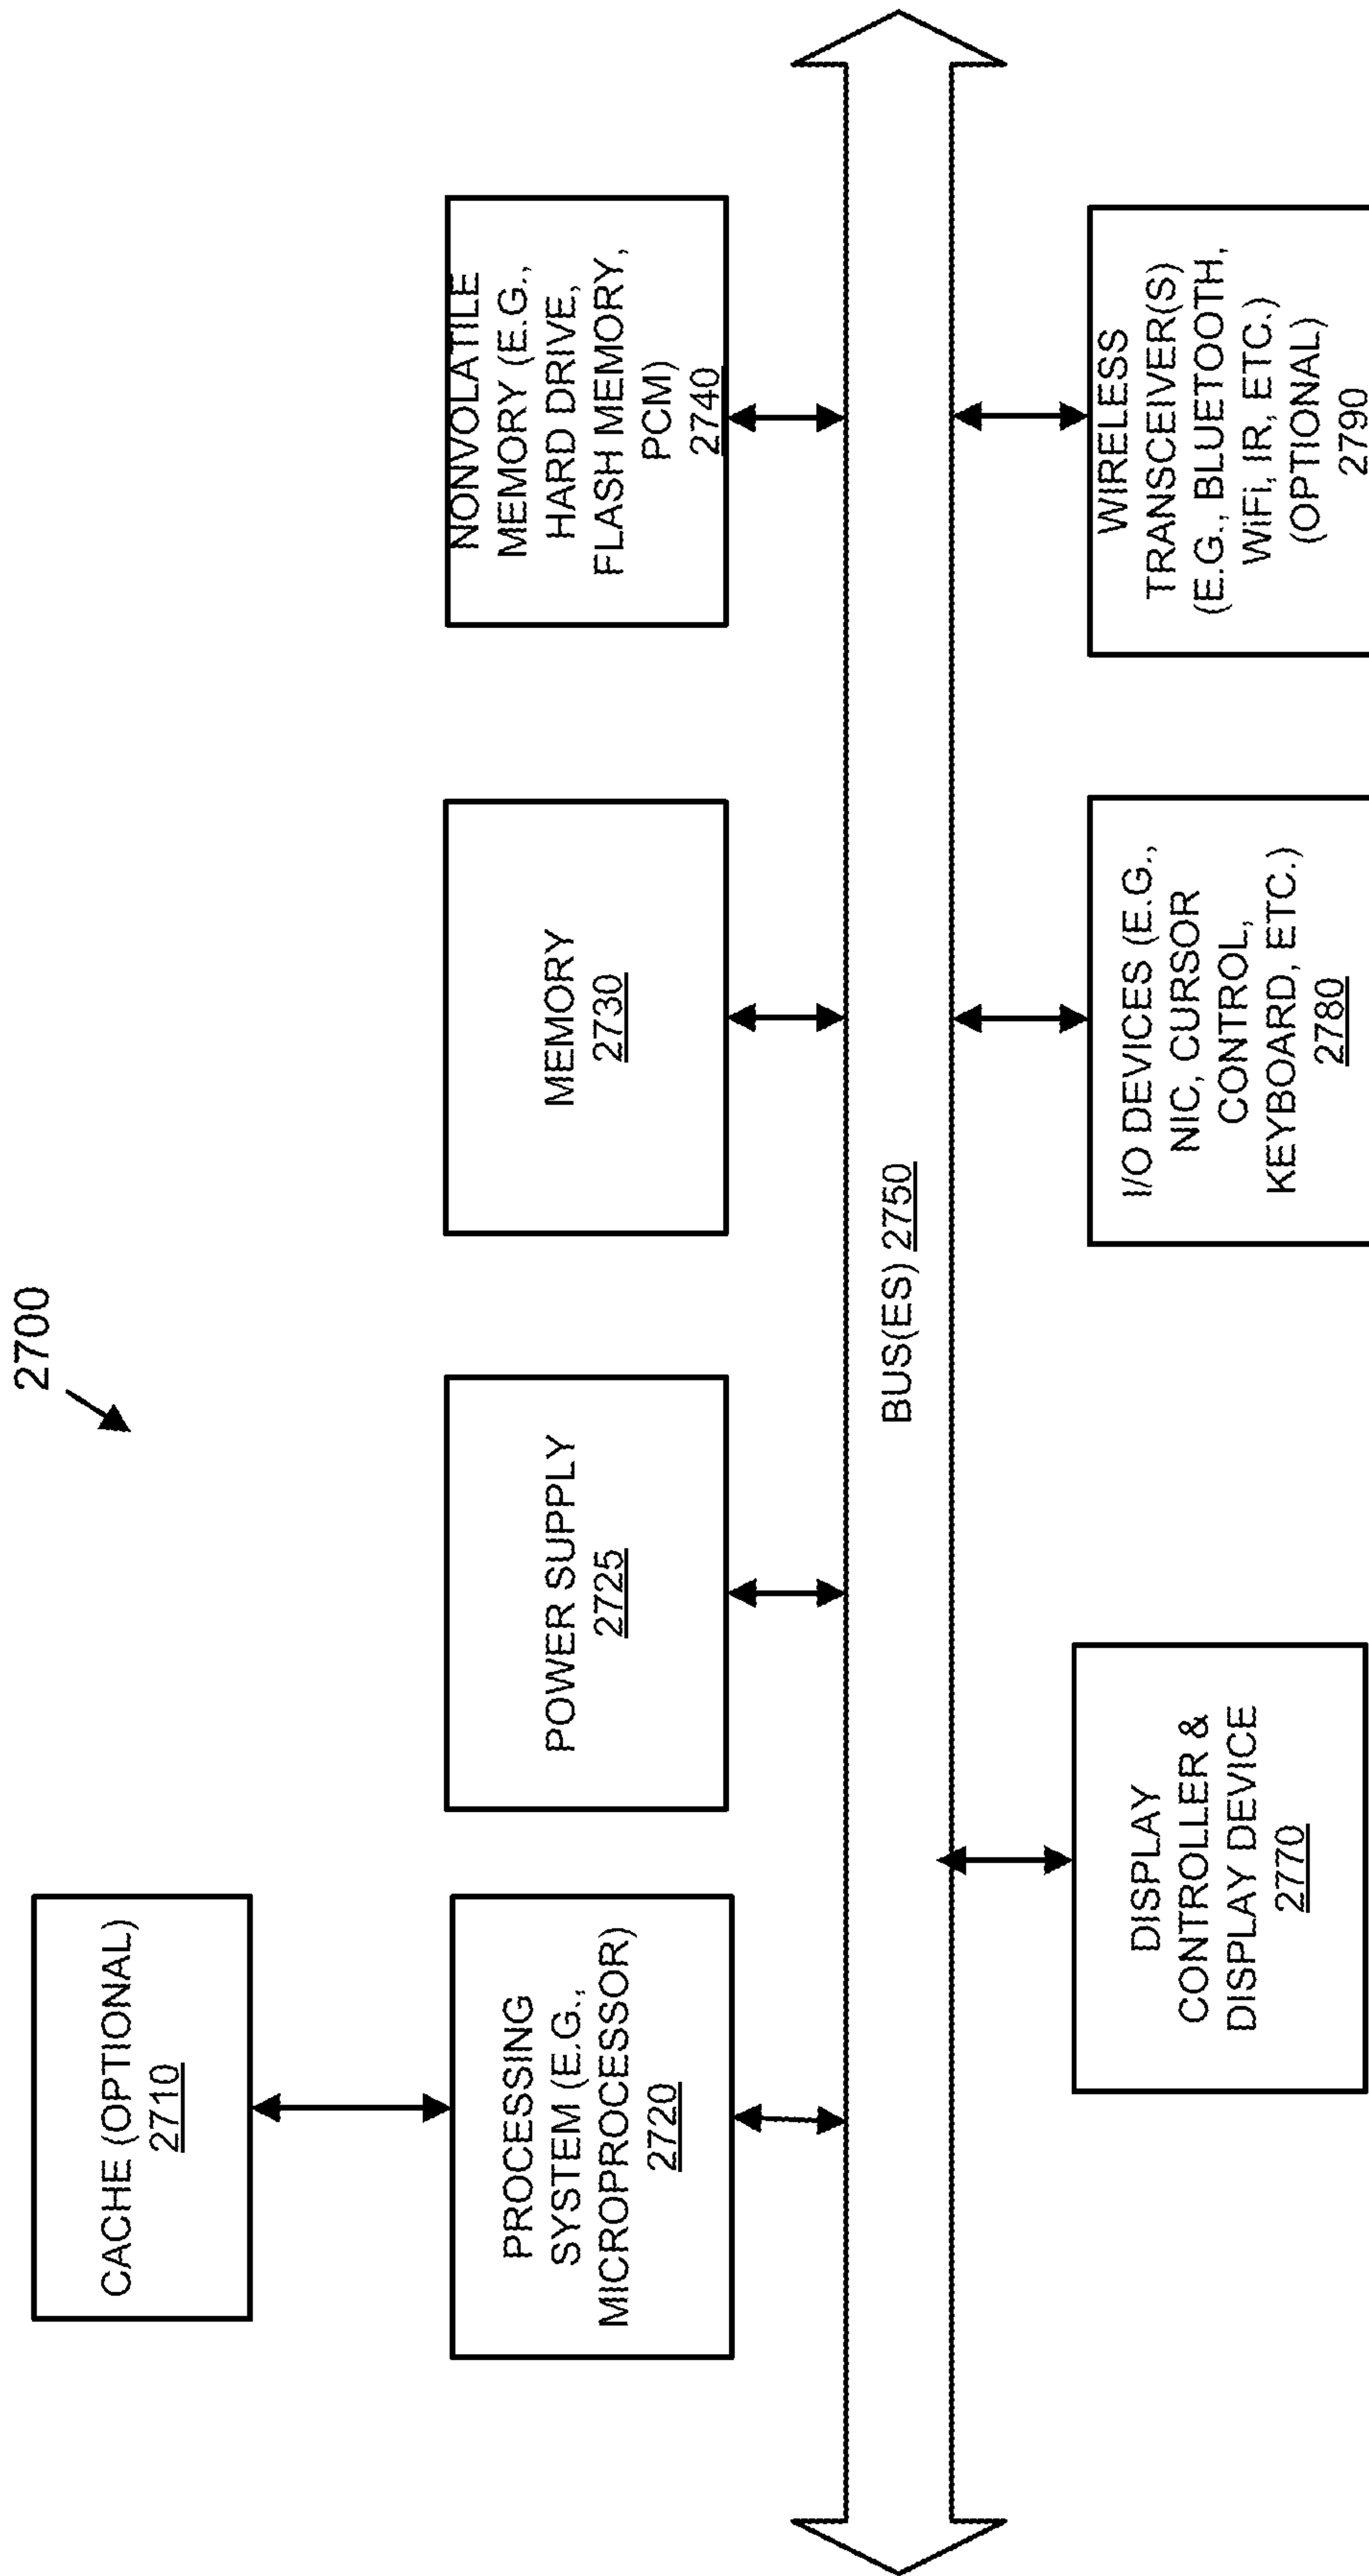 2700
CACHE (OPTIONAL)
2710
PROCESSING
SYSTEM (E.G.,
MICROPROCESSOR)
2720
POWER SUPPLY
2725
MEMORY
2730
NONVOLATILE
MEMORY (E.G.,
HARD DRIVE,
FLASH MEMORY,
PCM)
2740
BUS(ES) 2750
DISPLAY
CONTROLLER &
DISPLAY DEVICE
2770
I/O DEVICES (E.G.,
NIC, CURSOR
CONTROL,
KEYBOARD, ETC.)
2780
WIRELESS
TRANSCEIVER(S)
(E.G., BLUETOOTH,
WiFi, IR, ETC.)
(OPTIONAL)
2790